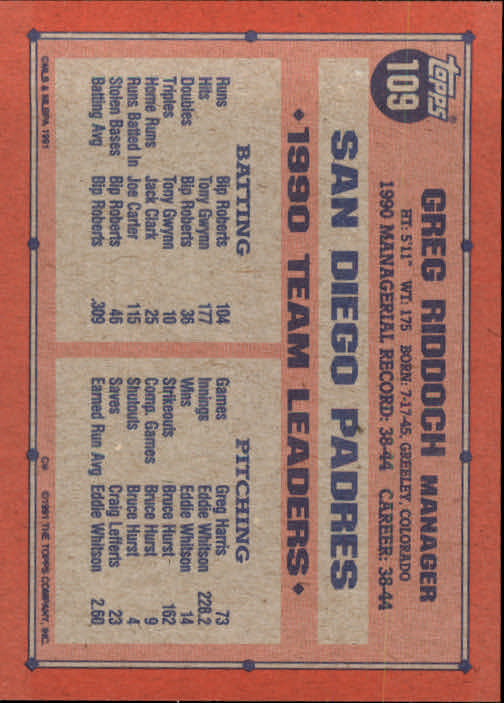 Topps®
109
GREG RIDDOCH MANAGER
HT: 5'11" WT: 175 BORN: 7-17-45, GREELEY, COLORADO
1990 MANAGERIAL RECORD: 38-44 CAREER: 38-44
SAN DIEGO PADRES
♦ 1990 TEAM LEADERS ♦
BATTING
Runs Bip Roberts 104
Hits Tony Gwynn 177
Doubles Bip Roberts 36
Triples Tony Gwynn 10
Home Runs Jack Clark 25
Runs Batted In Joe Carter 115
Stolen Bases Bip Roberts 46
Batting Avg Bip Roberts .309
PITCHING
Games Greg Harris 73
Innings Eddie Whitson 228.2
Wins Eddie Whitson 14
Strikeouts Bruce Hurst 162
Comp. Games Bruce Hurst 9
Shutouts Bruce Hurst 4
Saves Craig Lefferts 23
Earned Run Avg Eddie Whitson 2.60
©MLB & MLBPA 1991
©1991 THE TOPPS COMPANY, INC.